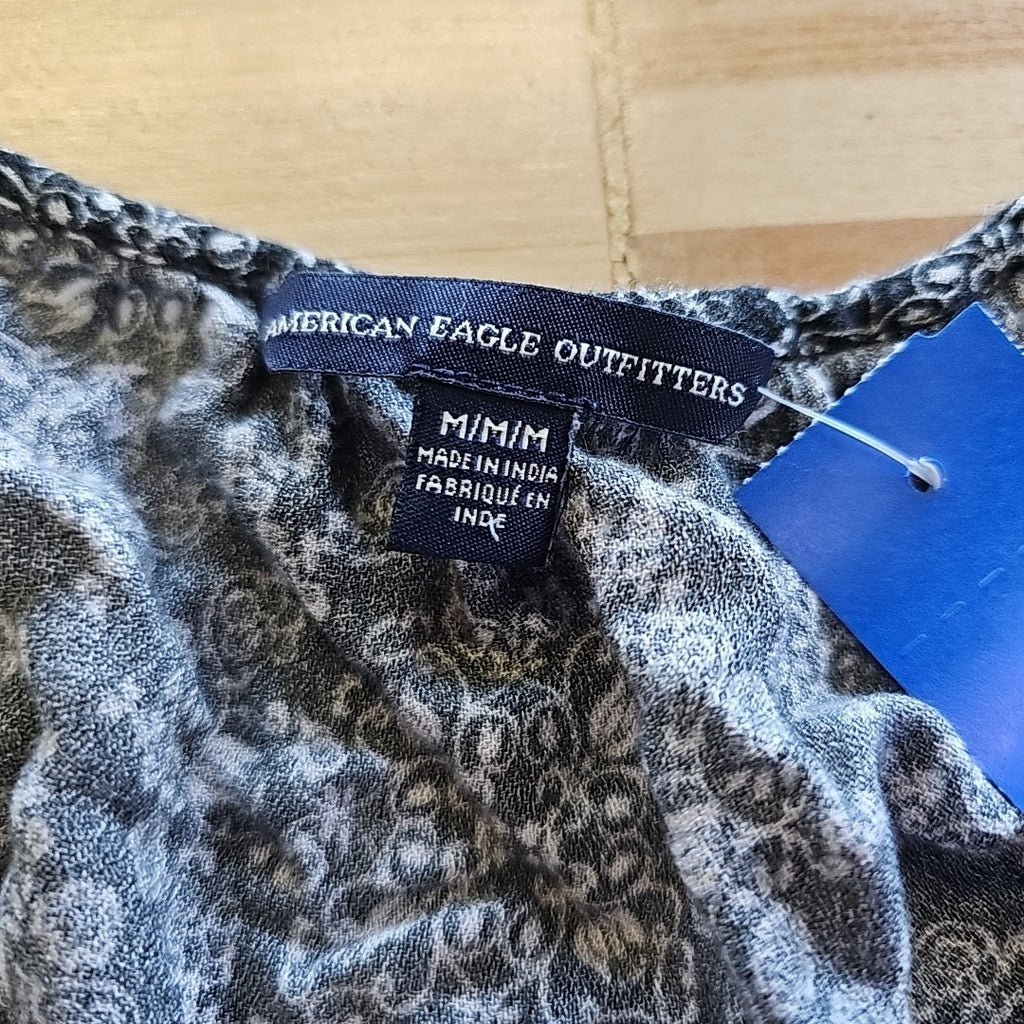 AMERICAN EAGLE OUTFITTERS
M/M/M
MADE IN INDIA
FABRIQUÉ EN
INDE